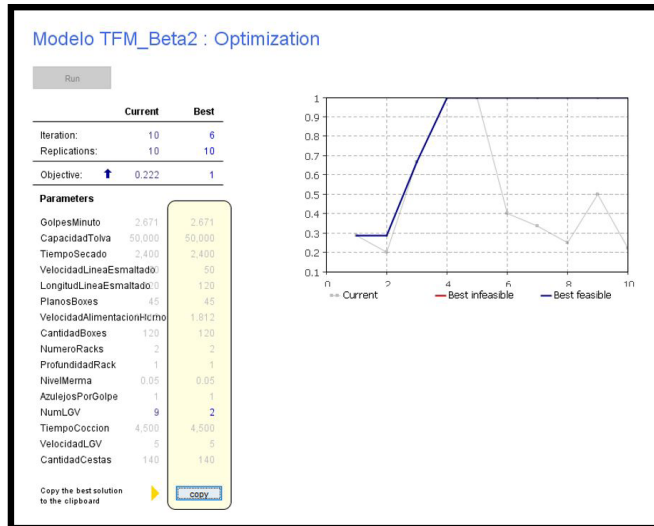 Modelo TFM_Beta2 : Optimization
Run
Current Best
Iteration: 10 6
Replications: 10 10
Objective: 0.222 1
Parameters
GolpesMinuto 2.671 2.671
CapacidadTolva 50,000 50,000
TiempoSecado 2,400 2,400
VelocidadLineaEsmaltado 50
LongitudLineaEsmaltado 120
PlanosBoxes 45 45
VelocidadAlimentacionHorno 1.812
CantidadBoxes 120 120
NumeroRacks 2 2
ProfundidadRack 1 1
NivelMerma 0.05 0.05
AzulejosPorGolpe 1 1
NumLGV 9 2
TiempoCoccion 4,500 4,500
VelocidadLGV 5 5
CantidadCestas 140 140
Copy the best solution
to the clipboard
copy
1
0.9
0.8
0.7
0.6
0.5
0.4
0.3
0.2
0.1
0 2 4 6 8 10
Current Best infeasible Best feasible